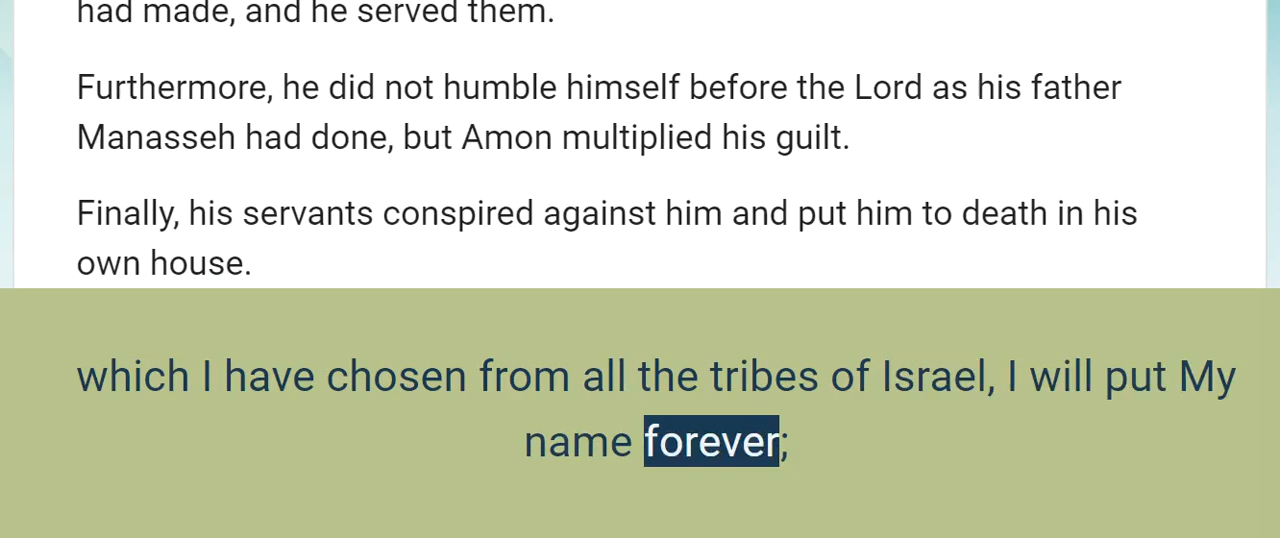 had made, and he served them.
Furthermore, he did not humble himself before the Lord as his father
Manasseh had done, but Amon multiplied his guilt.
Finally, his servants conspired against him and put him to death in his
own house.
which I have chosen from all the tribes of Israel, I will put My
name forever;